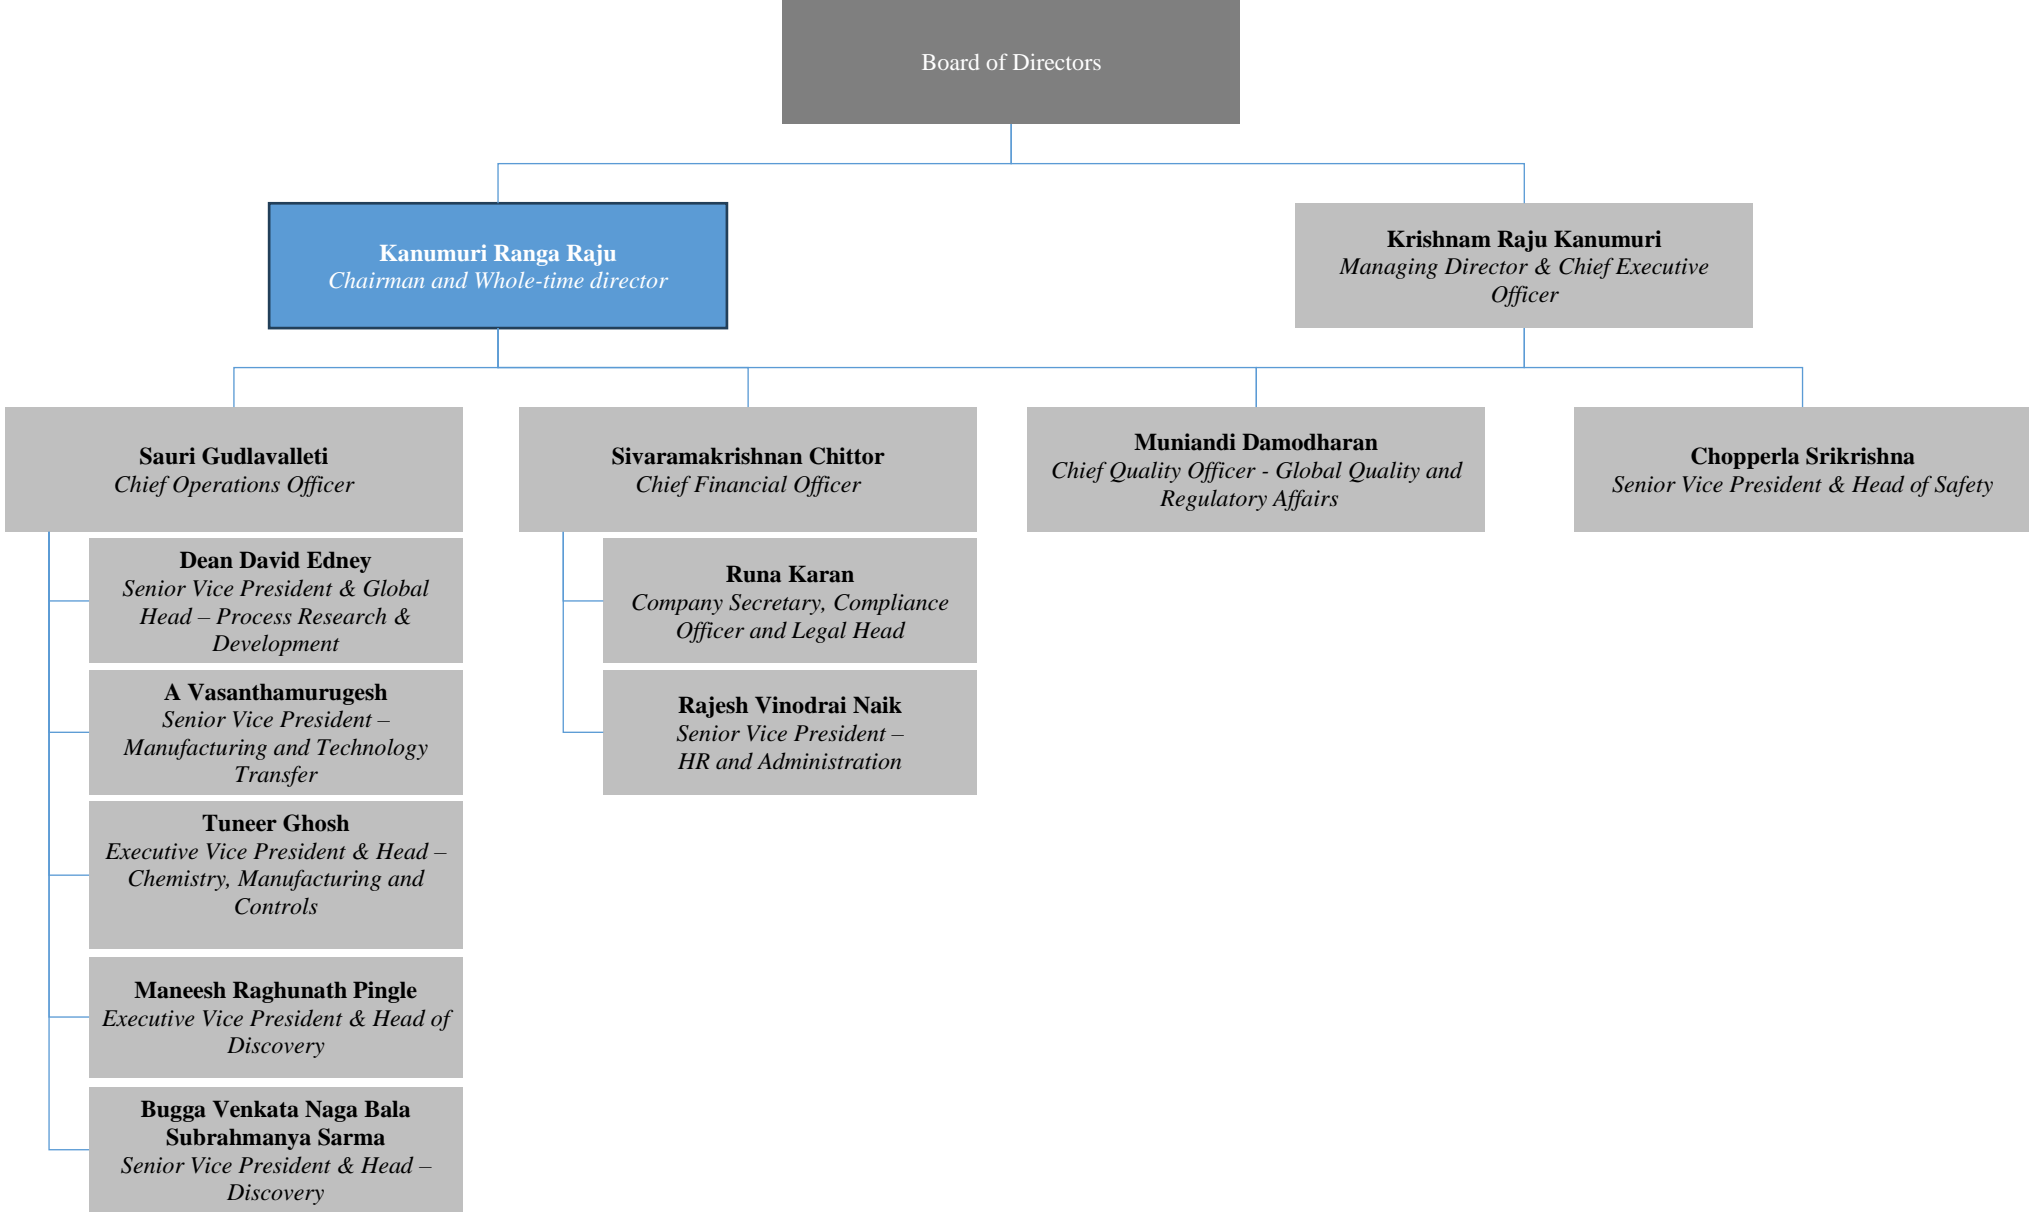 Board of Directors
Kanumuri Ranga Raju
Chairman and Whole-time director
Krishnam Raju Kanumuri
Managing Director & Chief Executive
Officer
Sauri Gudlavalleti
Chief Operations Officer
Sivaramakrishnan Chittor
Chief Financial Officer
Muniandi Damodharan
Chief Quality Officer - Global Quality and
Regulatory Affairs
Chopperla Srikrishna
Senior Vice President & Head of Safety
Dean David Edney
Senior Vice President & Global
Head – Process Research &
Development
A Vasanthamurugesh
Senior Vice President –
Manufacturing and Technology
Transfer
Tuneer Ghosh
Executive Vice President & Head –
Chemistry, Manufacturing and
Controls
Maneesh Raghunath Pingle
Executive Vice President & Head of
Discovery
Bugga Venkata Naga Bala
Subrahmanya Sarma
Senior Vice President & Head –
Discovery
Runa Karan
Company Secretary, Compliance
Officer and Legal Head
Rajesh Vinodrai Naik
Senior Vice President –
HR and Administration